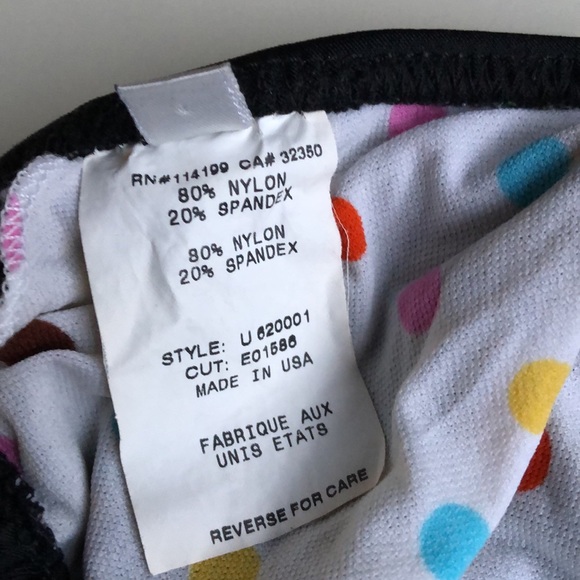 RN#114199 CA# 32350
80% NYLON
20% SPANDEX
80% NYLON
20% SPANDEX
STYLE: U620001
CUT: E01586
MADE IN USA
FABRIQUE AUX
UNIS ETATS
REVERSE FOR CARE